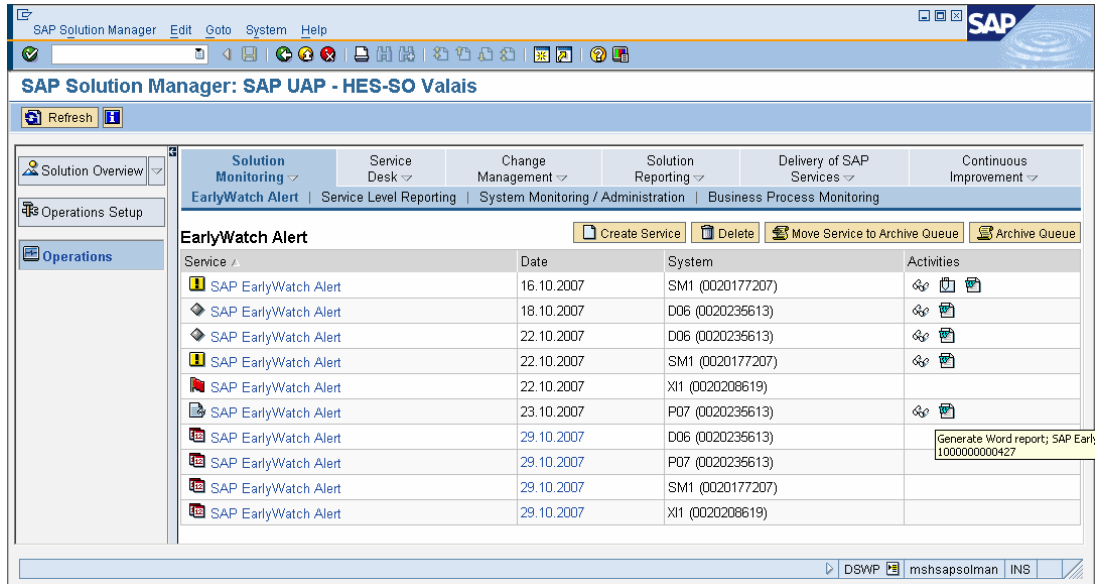 SAP Solution Manager Edit Goto System Help
SAP
SAP Solution Manager: SAP UAP - HES-SO Valais
Refresh
Solution Overview
Operations Setup
Operations
Solution Monitoring Service Desk Change Management Solution Reporting Delivery of SAP Services Continuous Improvement
EarlyWatch Alert | Service Level Reporting | System Monitoring / Administration | Business Process Monitoring
EarlyWatch Alert Create Service Delete Move Service to Archive Queue Archive Queue
Service Date System Activities
SAP EarlyWatch Alert 16.10.2007 SM1 (0020177207)
SAP EarlyWatch Alert 18.10.2007 D06 (0020235613)
SAP EarlyWatch Alert 22.10.2007 D06 (0020235613)
SAP EarlyWatch Alert 22.10.2007 SM1 (0020177207)
SAP EarlyWatch Alert 22.10.2007 XI1 (0020208619)
SAP EarlyWatch Alert 23.10.2007 P07 (0020235613)
SAP EarlyWatch Alert 29.10.2007 D06 (0020235613)
Generate Word report; SAP Early
1000000000427
SAP EarlyWatch Alert 29.10.2007 P07 (0020235613)
SAP EarlyWatch Alert 29.10.2007 SM1 (0020177207)
SAP EarlyWatch Alert 29.10.2007 XI1 (0020208619)
DSWP mshsapsolman INS